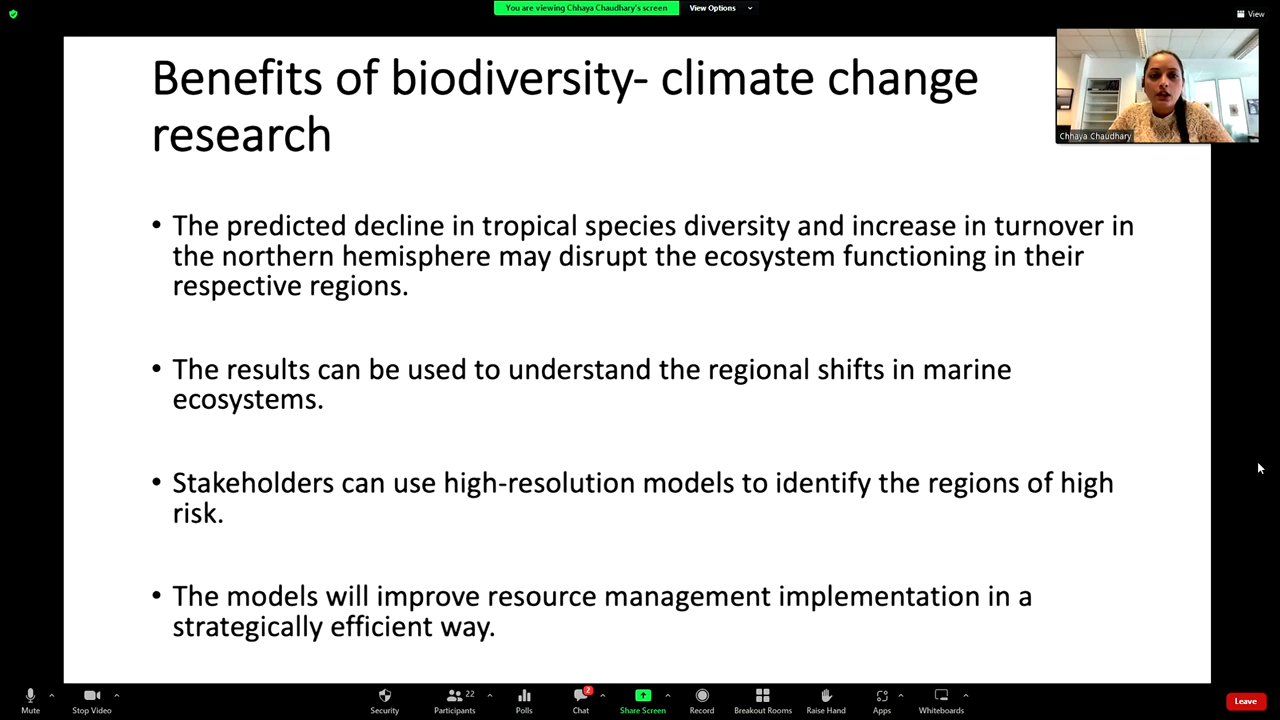 You are viewing Chhaya Chaudhary's screen
View Options
View
Benefits of biodiversity- climate change
research
Chhaya Chaudhary
• The predicted decline in tropical species diversity and increase in turnover in
the northern hemisphere may disrupt the ecosystem functioning in their
respective regions.
• The results can be used to understand the regional shifts in marine
ecosystems.
• Stakeholders can use high-resolution models to identify the regions of high
risk.
• The models will improve resource management implementation in a
strategically efficient way.
22
2
Mute
Stop Video
Security
Participants
Polls
Chat
Share Screen
Record
Breakout Rooms
Raise Hand
Apps
Whiteboards
Leave